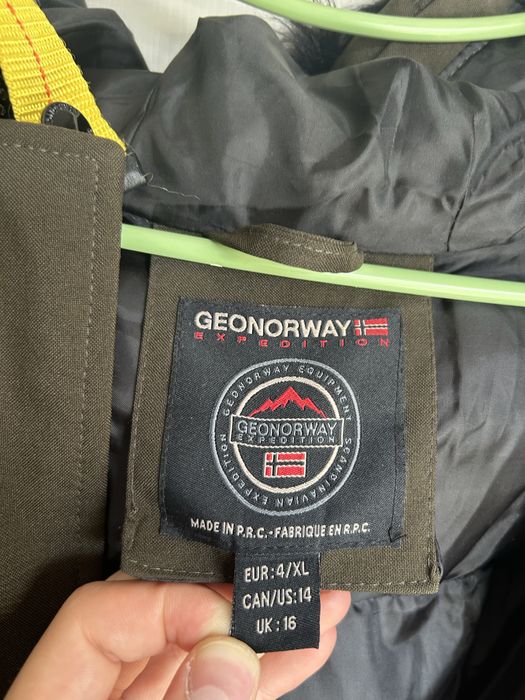 GEONORWAY
EXPEDITION
GEONORWAY EQUIPMENT
GEONORWAY
EXPEDITION
SCANDINAVIAN EXPEDITION
MADE IN P.R.C.-FABRIQUE EN R.P.C.
EUR:4/XL
CAN/US:14
UK:16